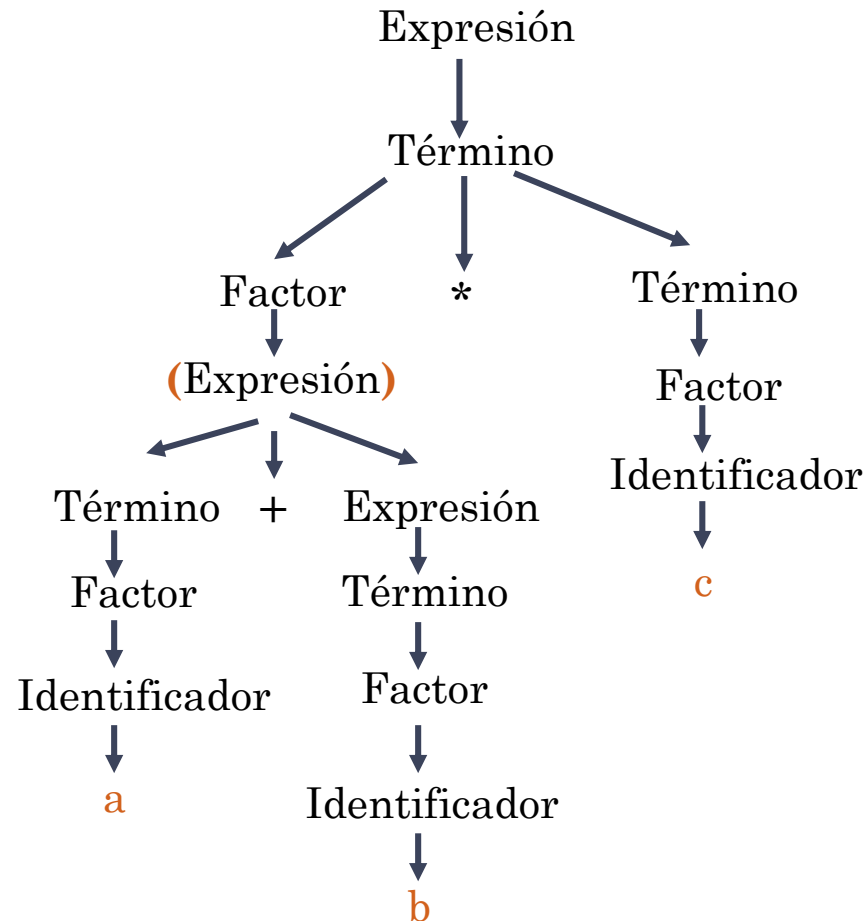 Expresión
Término
Factor * Término
(Expresión) Factor
Término + Expresión Identificador
Factor Término c
Identificador Factor
a Identificador
b